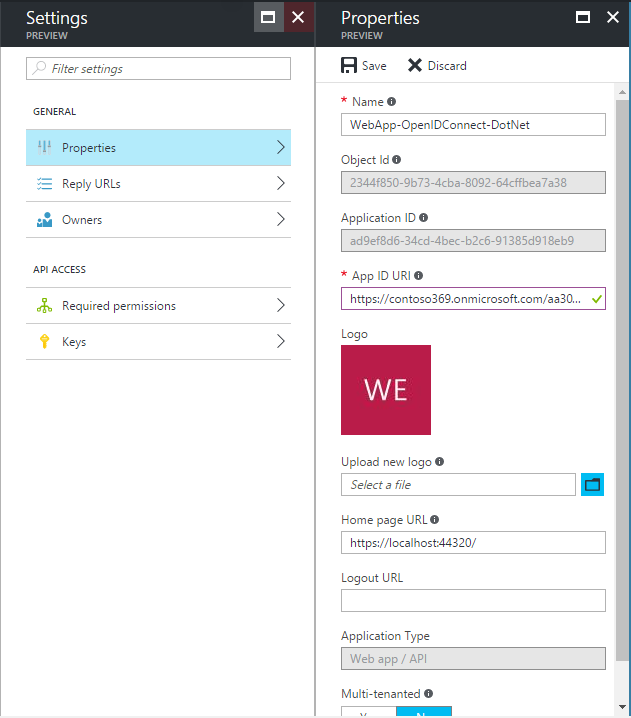 Settings
PREVIEW
Filter settings
GENERAL
Properties
Reply URLs
Owners
API ACCESS
Required permissions
Keys
Properties
PREVIEW
Save Discard
* Name
WebApp-OpenIDConnect-DotNet
Object Id
2344f850-9b73-4cba-8092-64cffbea7a38
Application ID
ad9ef8d6-34cd-4bec-b2c6-91385d918eb9
* App ID URI
https://contoso369.onmicrosoft.com/aa30...
Logo
WE
Upload new logo
Select a file
Home page URL
https://localhost:44320/
Logout URL
Application Type
Web app / API
Multi-tenanted